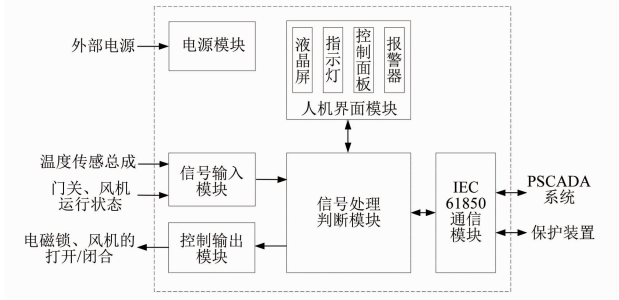 外部电源
电源模块
液晶屏
指示灯
控制面板
报警器
人机界面模块
温度传感总成
门关、风机
运行状态
信号输入
模块
信号处理
判断模块
IEC
61850
通信
模块
PSCADA
系统
保护装置
电磁锁、风机的
打开/闭合
控制输出
模块